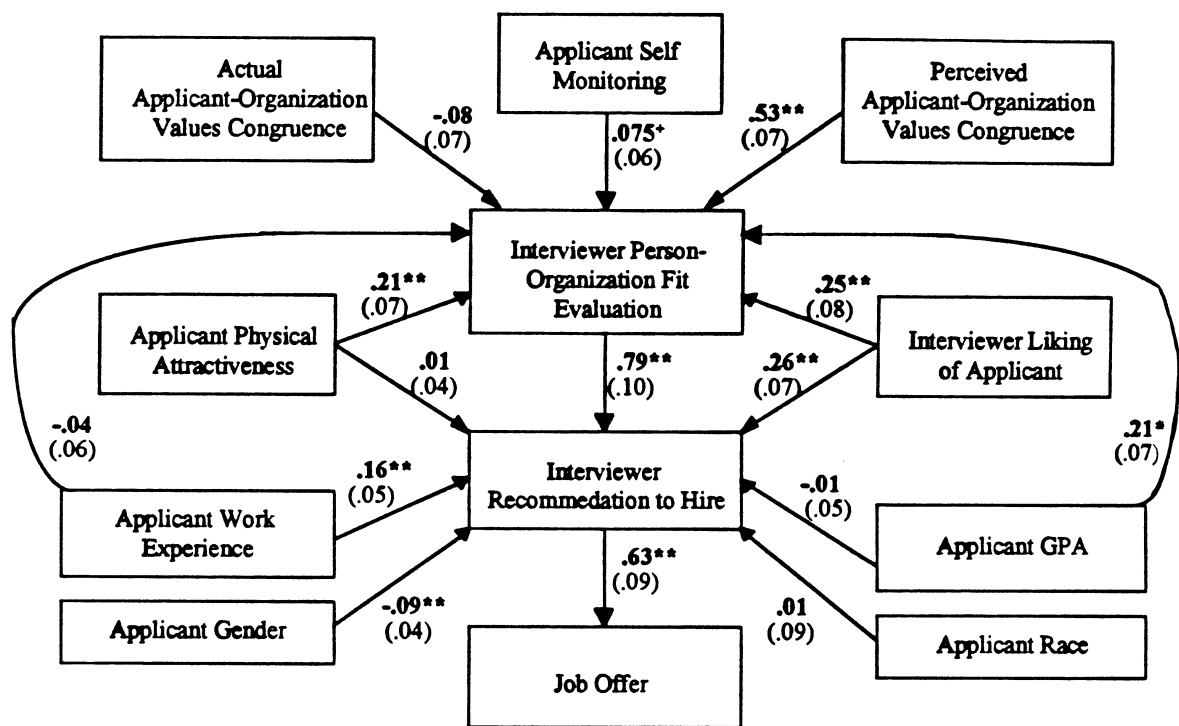 Actual
Applicant-Organization
Values Congruence
Applicant Self
Monitoring
Perceived
Applicant-Organization
Values Congruence
-.08
(.07)
.075+
(.06)
.53**
(.07)
Interviewer Person-
Organization Fit
Evaluation
.21**
(.07)
.25**
(.08)
Applicant Physical
Attractiveness
Interviewer Liking
of Applicant
.01
(.04)
.79**
(.10)
.26**
(.07)
-.04
(.06)
.21*
(.07)
Interviewer
Recommedation to Hire
.16**
(.05)
-.01
(.05)
Applicant Work
Experience
Applicant GPA
.63**
(.09)
Applicant Gender
-.09**
(.04)
.01
(.09)
Applicant Race
Job Offer